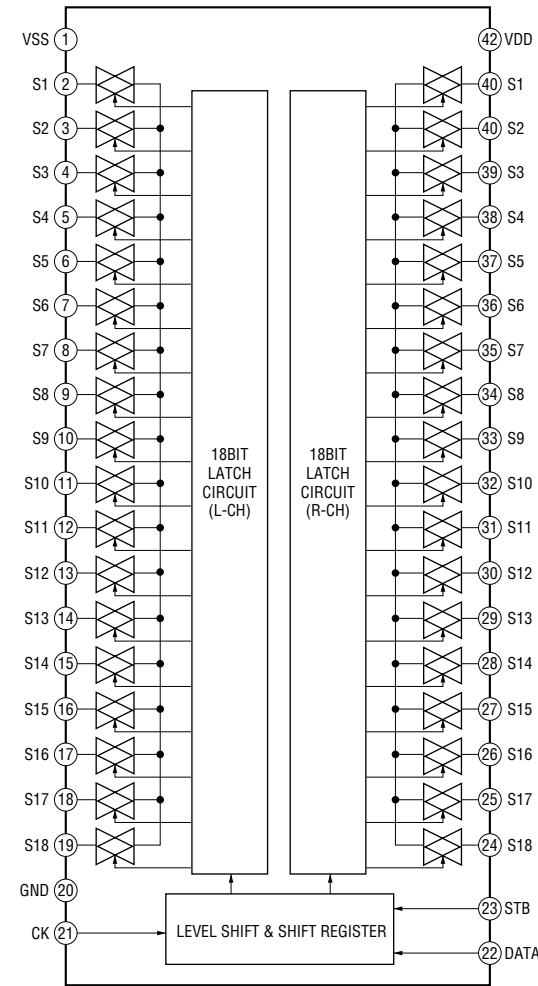 VSS 1
42 VDD
S1 2
40 S1
S2 3
40 S2
S3 4
39 S3
S4 5
38 S4
S5 6
37 S5
S6 7
36 S6
S7 8
35 S7
S8 9
34 S8
S9 10
33 S9
18BIT
LATCH
CIRCUIT
(L-CH)
18BIT
LATCH
CIRCUIT
(R-CH)
S10 11
32 S10
S11 12
31 S11
S12 13
30 S12
S13 14
29 S13
S14 15
28 S14
S15 16
27 S15
S16 17
26 S16
S17 18
25 S17
S18 19
24 S18
GND 20
23 STB
CK 21
LEVEL SHIFT & SHIFT REGISTER
22 DATA